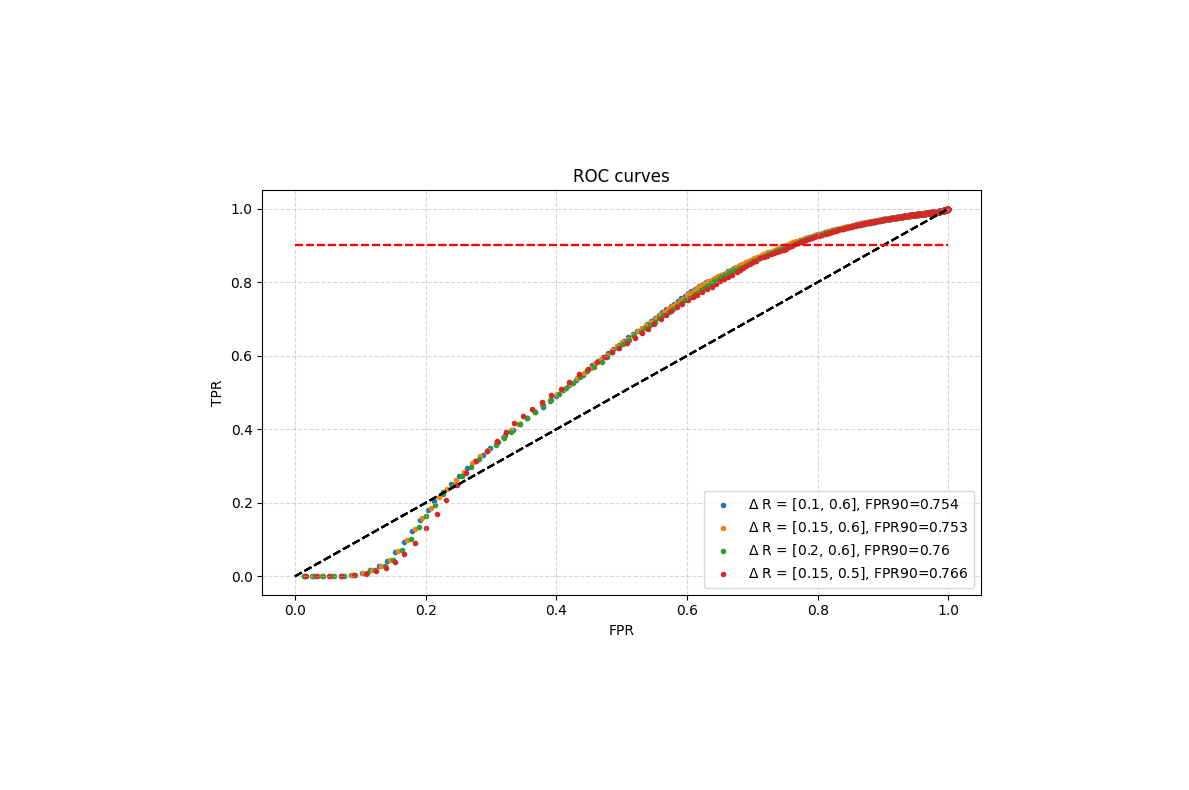 ROC curves
TPR
1.0
0.8
0.6
0.4
0.2
0.0
Δ R = [0.1, 0.6], FPR90=0.754
Δ R = [0.15, 0.6], FPR90=0.753
Δ R = [0.2, 0.6], FPR90=0.76
Δ R = [0.15, 0.5], FPR90=0.766
0.0 0.2 0.4 0.6 0.8 1.0
FPR